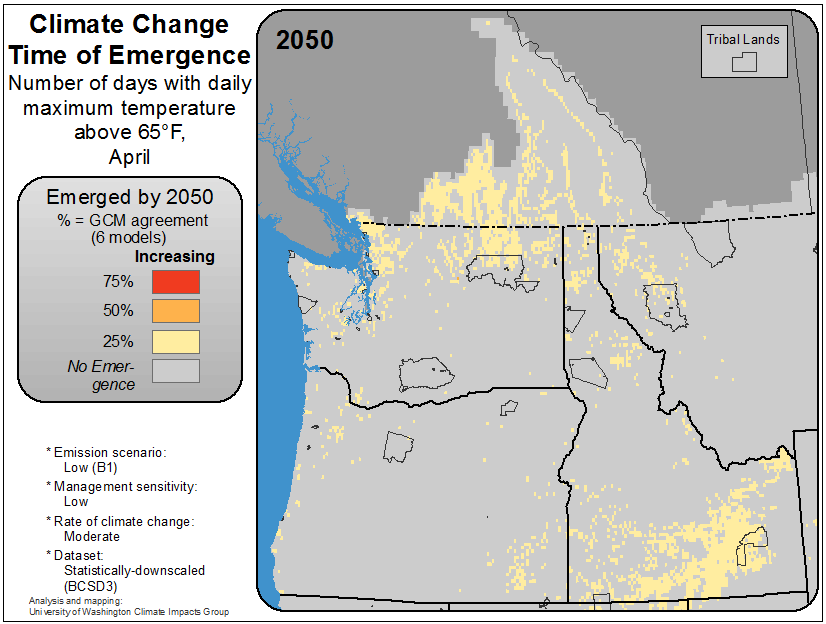 Climate Change
Time of Emergence
Number of days with daily
maximum temperature
above 65°F,
April
Emerged by 2050
% = GCM agreement
(6 models)
Increasing
75%
50%
25%
No Emer-
gence
* Emission scenario:
Low (B1)
* Management sensitivity:
Low
* Rate of climate change:
Moderate
* Dataset:
Statistically-downscaled
(BCSD3)
Analysis and mapping:
University of Washington Climate Impacts Group
2050
Tribal Lands